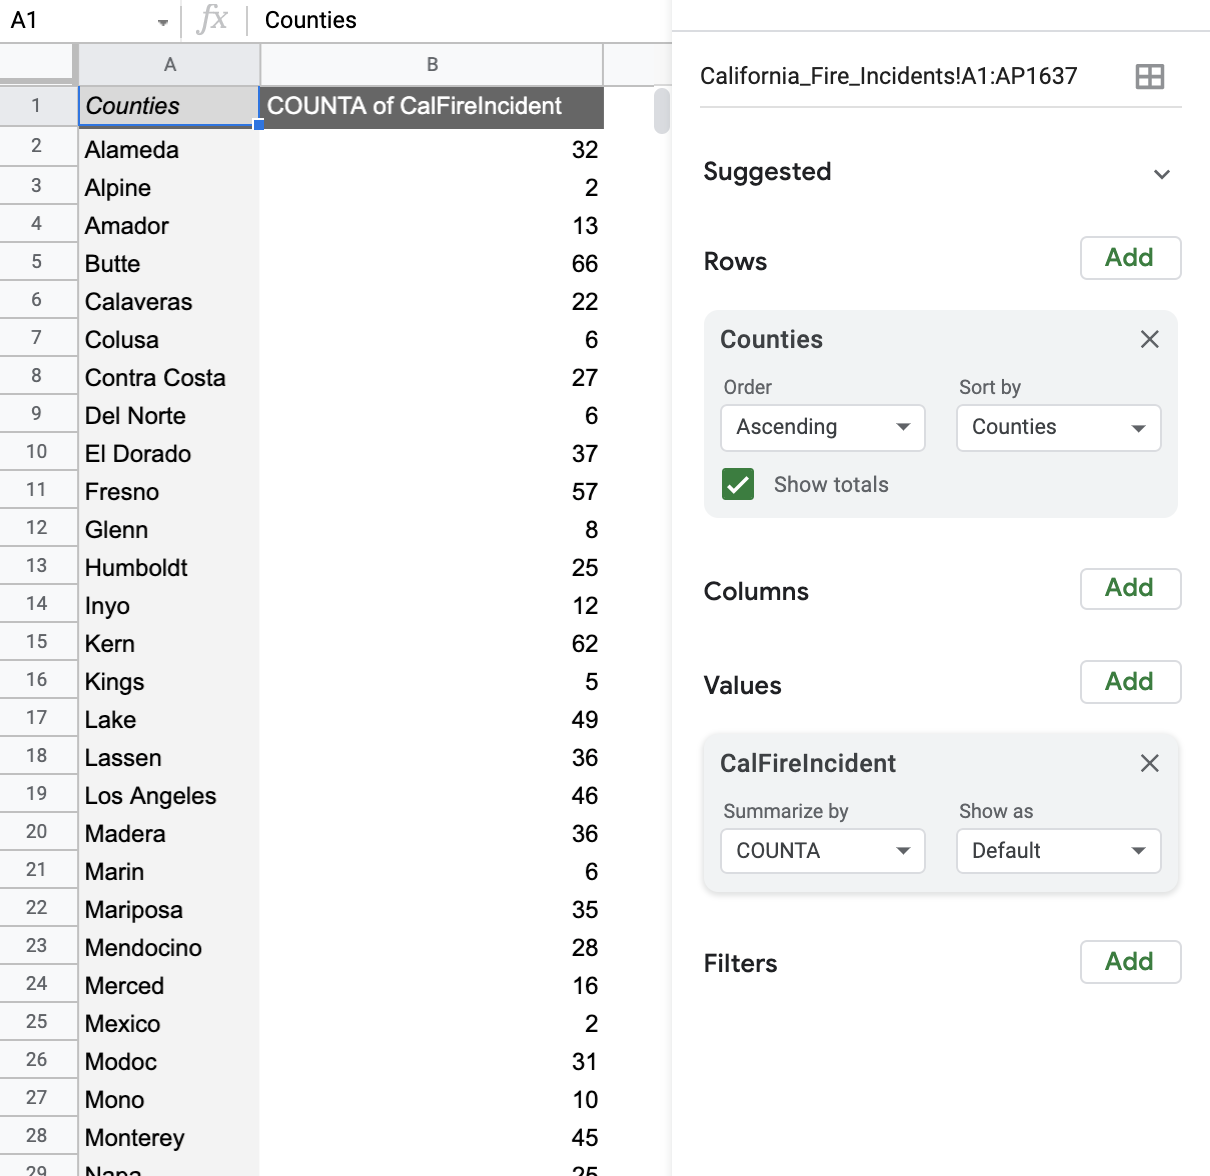 A1 fx Counties
A B
1 Counties COUNTA of CalFireIncident
2 Alameda 32
3 Alpine 2
4 Amador 13
5 Butte 66
6 Calaveras 22
7 Colusa 6
8 Contra Costa 27
9 Del Norte 6
10 El Dorado 37
11 Fresno 57
12 Glenn 8
13 Humboldt 25
14 Inyo 12
15 Kern 62
16 Kings 5
17 Lake 49
18 Lassen 36
19 Los Angeles 46
20 Madera 36
21 Marin 6
22 Mariposa 35
23 Mendocino 28
24 Merced 16
25 Mexico 2
26 Modoc 31
27 Mono 10
28 Monterey 45
29 Napa 25
California_Fire_Incidents!A1:AP1637
Suggested
Rows Add
Counties
Order Sort by
Ascending Counties
Show totals
Columns Add
Values Add
CalFireIncident
Summarize by Show as
COUNTA Default
Filters Add